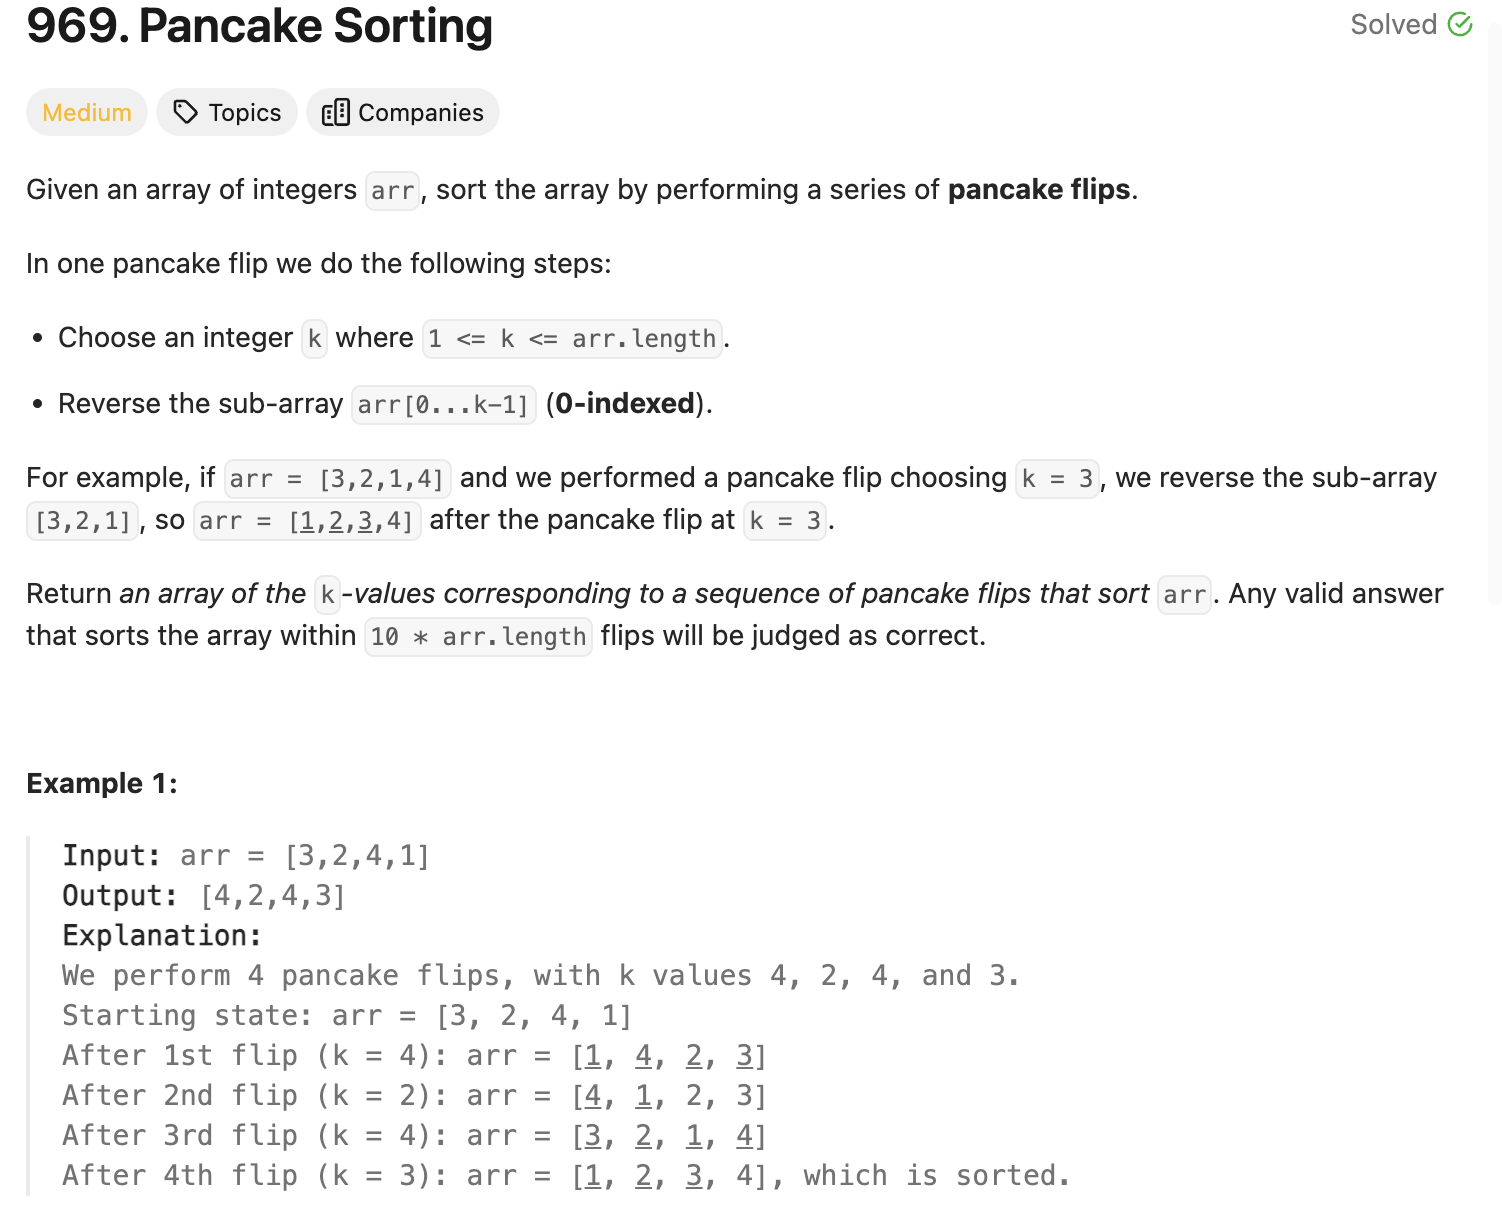 969. Pancake Sorting
Solved
Medium
Topics
Companies
Given an array of integers arr, sort the array by performing a series of pancake flips.
In one pancake flip we do the following steps:
• Choose an integer k where 1 <= k <= arr.length.
• Reverse the sub-array arr[0...k-1] (0-indexed).
For example, if arr = [3,2,1,4] and we performed a pancake flip choosing k = 3, we reverse the sub-array
[3,2,1], so arr = [1,2,3,4] after the pancake flip at k = 3.
Return an array of the k-values corresponding to a sequence of pancake flips that sort arr. Any valid answer
that sorts the array within 10 * arr.length flips will be judged as correct.
Example 1:
Input: arr = [3,2,4,1]
Output: [4,2,4,3]
Explanation:
We perform 4 pancake flips, with k values 4, 2, 4, and 3.
Starting state: arr = [3, 2, 4, 1]
After 1st flip (k = 4): arr = [1, 4, 2, 3]
After 2nd flip (k = 2): arr = [4, 1, 2, 3]
After 3rd flip (k = 4): arr = [3, 2, 1, 4]
After 4th flip (k = 3): arr = [1, 2, 3, 4], which is sorted.